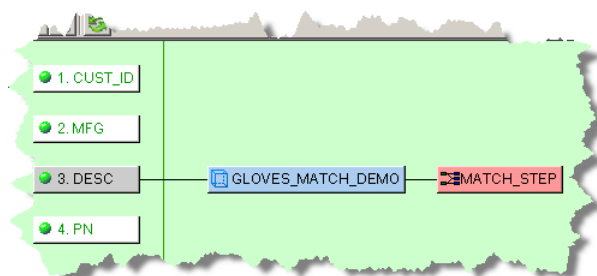 1. CUST_ID
2. MFG
3. DESC
GLOVES_MATCH_DEMO
MATCH_STEP
4. PN